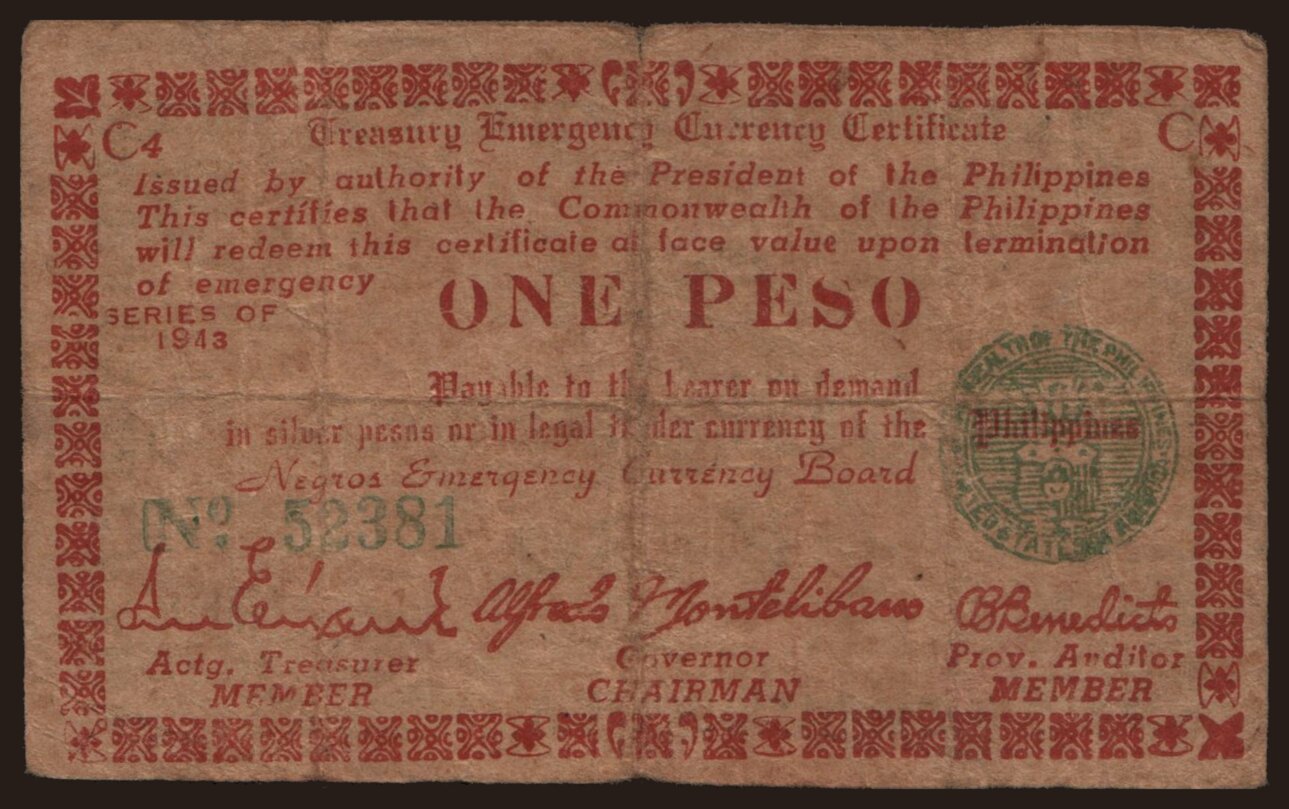 C4 Treasury Emergency Currency Certificate C
Issued by authority of the President of the Philippines
This certifies that the Commonwealth of the Philippines
will redeem this certificate at face value upon termination
of emergency
SERIES OF
1943
ONE PESO
Payable to the bearer on demand
in silver pesos or in legal tender currency of the Philippines
Negros Emergency Currency Board
No. 52381
Alfredo Montelibano
Benedicto
Actg. Treasurer
MEMBER
Governor
CHAIRMAN
Prov. Auditor
MEMBER